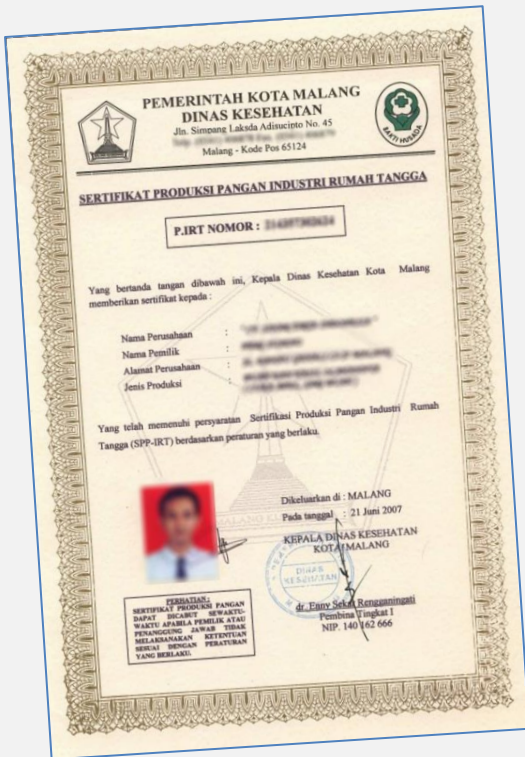 PEMERINTAH KOTA MALANG
DINAS KESEHATAN
Jln. Simpang Laksda Adisucipto No. 45
Malang - Kode Pos 65124
BAKTI HUSADA
SERTIFIKAT PRODUKSI PANGAN INDUSTRI RUMAH TANGGA
P.IRT NOMOR :
Yang bertanda tangan dibawah ini, Kepala Dinas Kesehatan Kota Malang
memberikan sertifikat kepada :
Nama Perusahaan :
Nama Pemilik :
Alamat Perusahaan :
Jenis Produksi :
Yang telah memenuhi persyaratan Sertifikasi Produksi Pangan Industri Rumah
Tangga (SPP-IRT) berdasarkan peraturan yang berlaku.
Dikeluarkan di : MALANG
Pada tanggal : 21 Juni 2007
KEPALA DINAS KESEHATAN
KOTA MALANG
DINAS
KESEHATAN
dr. Enny Sekar Rengganingati
Pembina Tingkat I
NIP. 140 162 666
PERHATIAN :
SERTIFIKAT PRODUKSI PANGAN
DAPAT DICABUT SEWAKTU-
WAKTU APABILA PEMILIK ATAU
PENANGGUNG JAWAB TIDAK
MELAKSANAKAN KETENTUAN
SESUAI DENGAN PERATURAN
YANG BERLAKU.